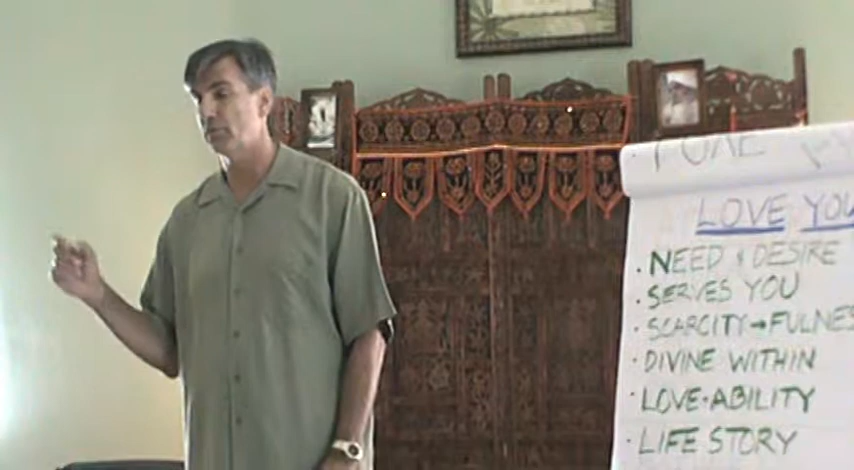 LOVE YOU
· NEED & DESIRE
· SERVES YOU
· SCARCITY→FULNES
· DIVINE WITHIN
· LOVE·ABILITY
· LIFE STORY